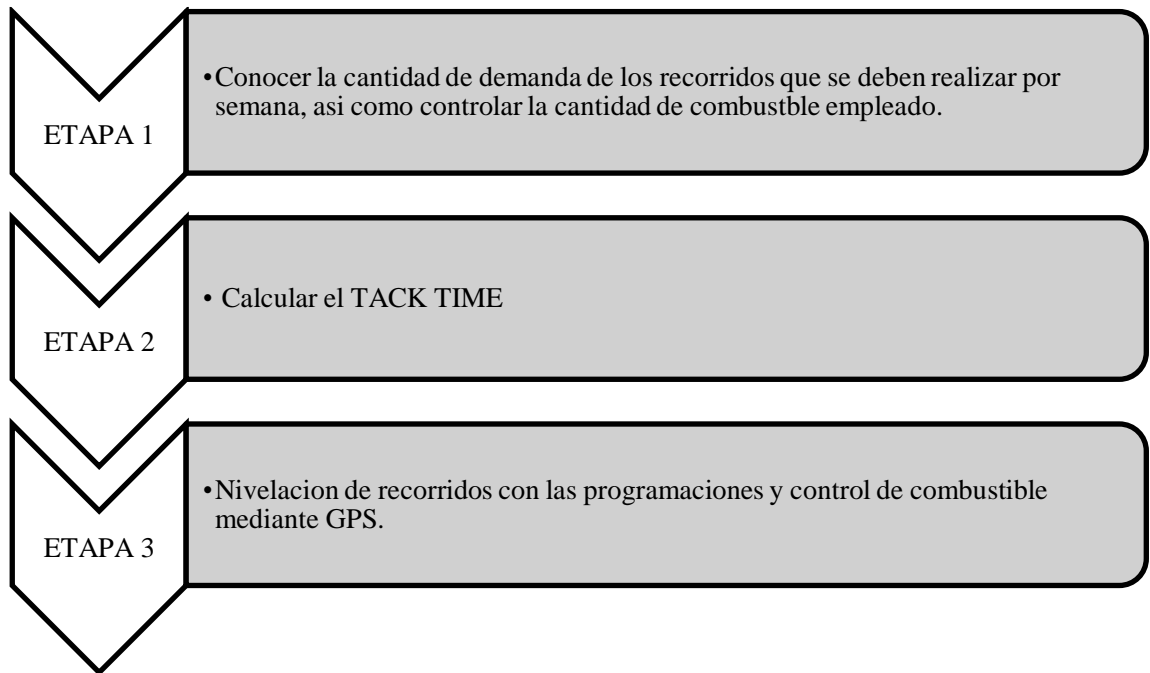 ETAPA 1
•Conocer la cantidad de demanda de los recorridos que se deben realizar por
semana, asi como controlar la cantidad de combustble empleado.
ETAPA 2
• Calcular el TACK TIME
ETAPA 3
•Nivelacion de recorridos con las programaciones y control de combustible
mediante GPS.